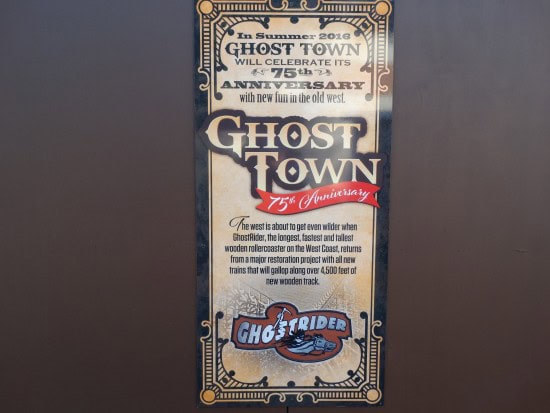 In Summer 2016
GHOST TOWN
WILL CELEBRATE ITS
75th
ANNIVERSARY
with new fun in the old west.
GHOST
TOWN
75th Anniversary
The west is about to get even wilder when
GhostRider, the longest, fastest and tallest
wooden rollercoaster on the West Coast, returns
from a major restoration project with all new
trains that will gallop along over 4,500 feet of
new wooden track.
GHOSTRIDER